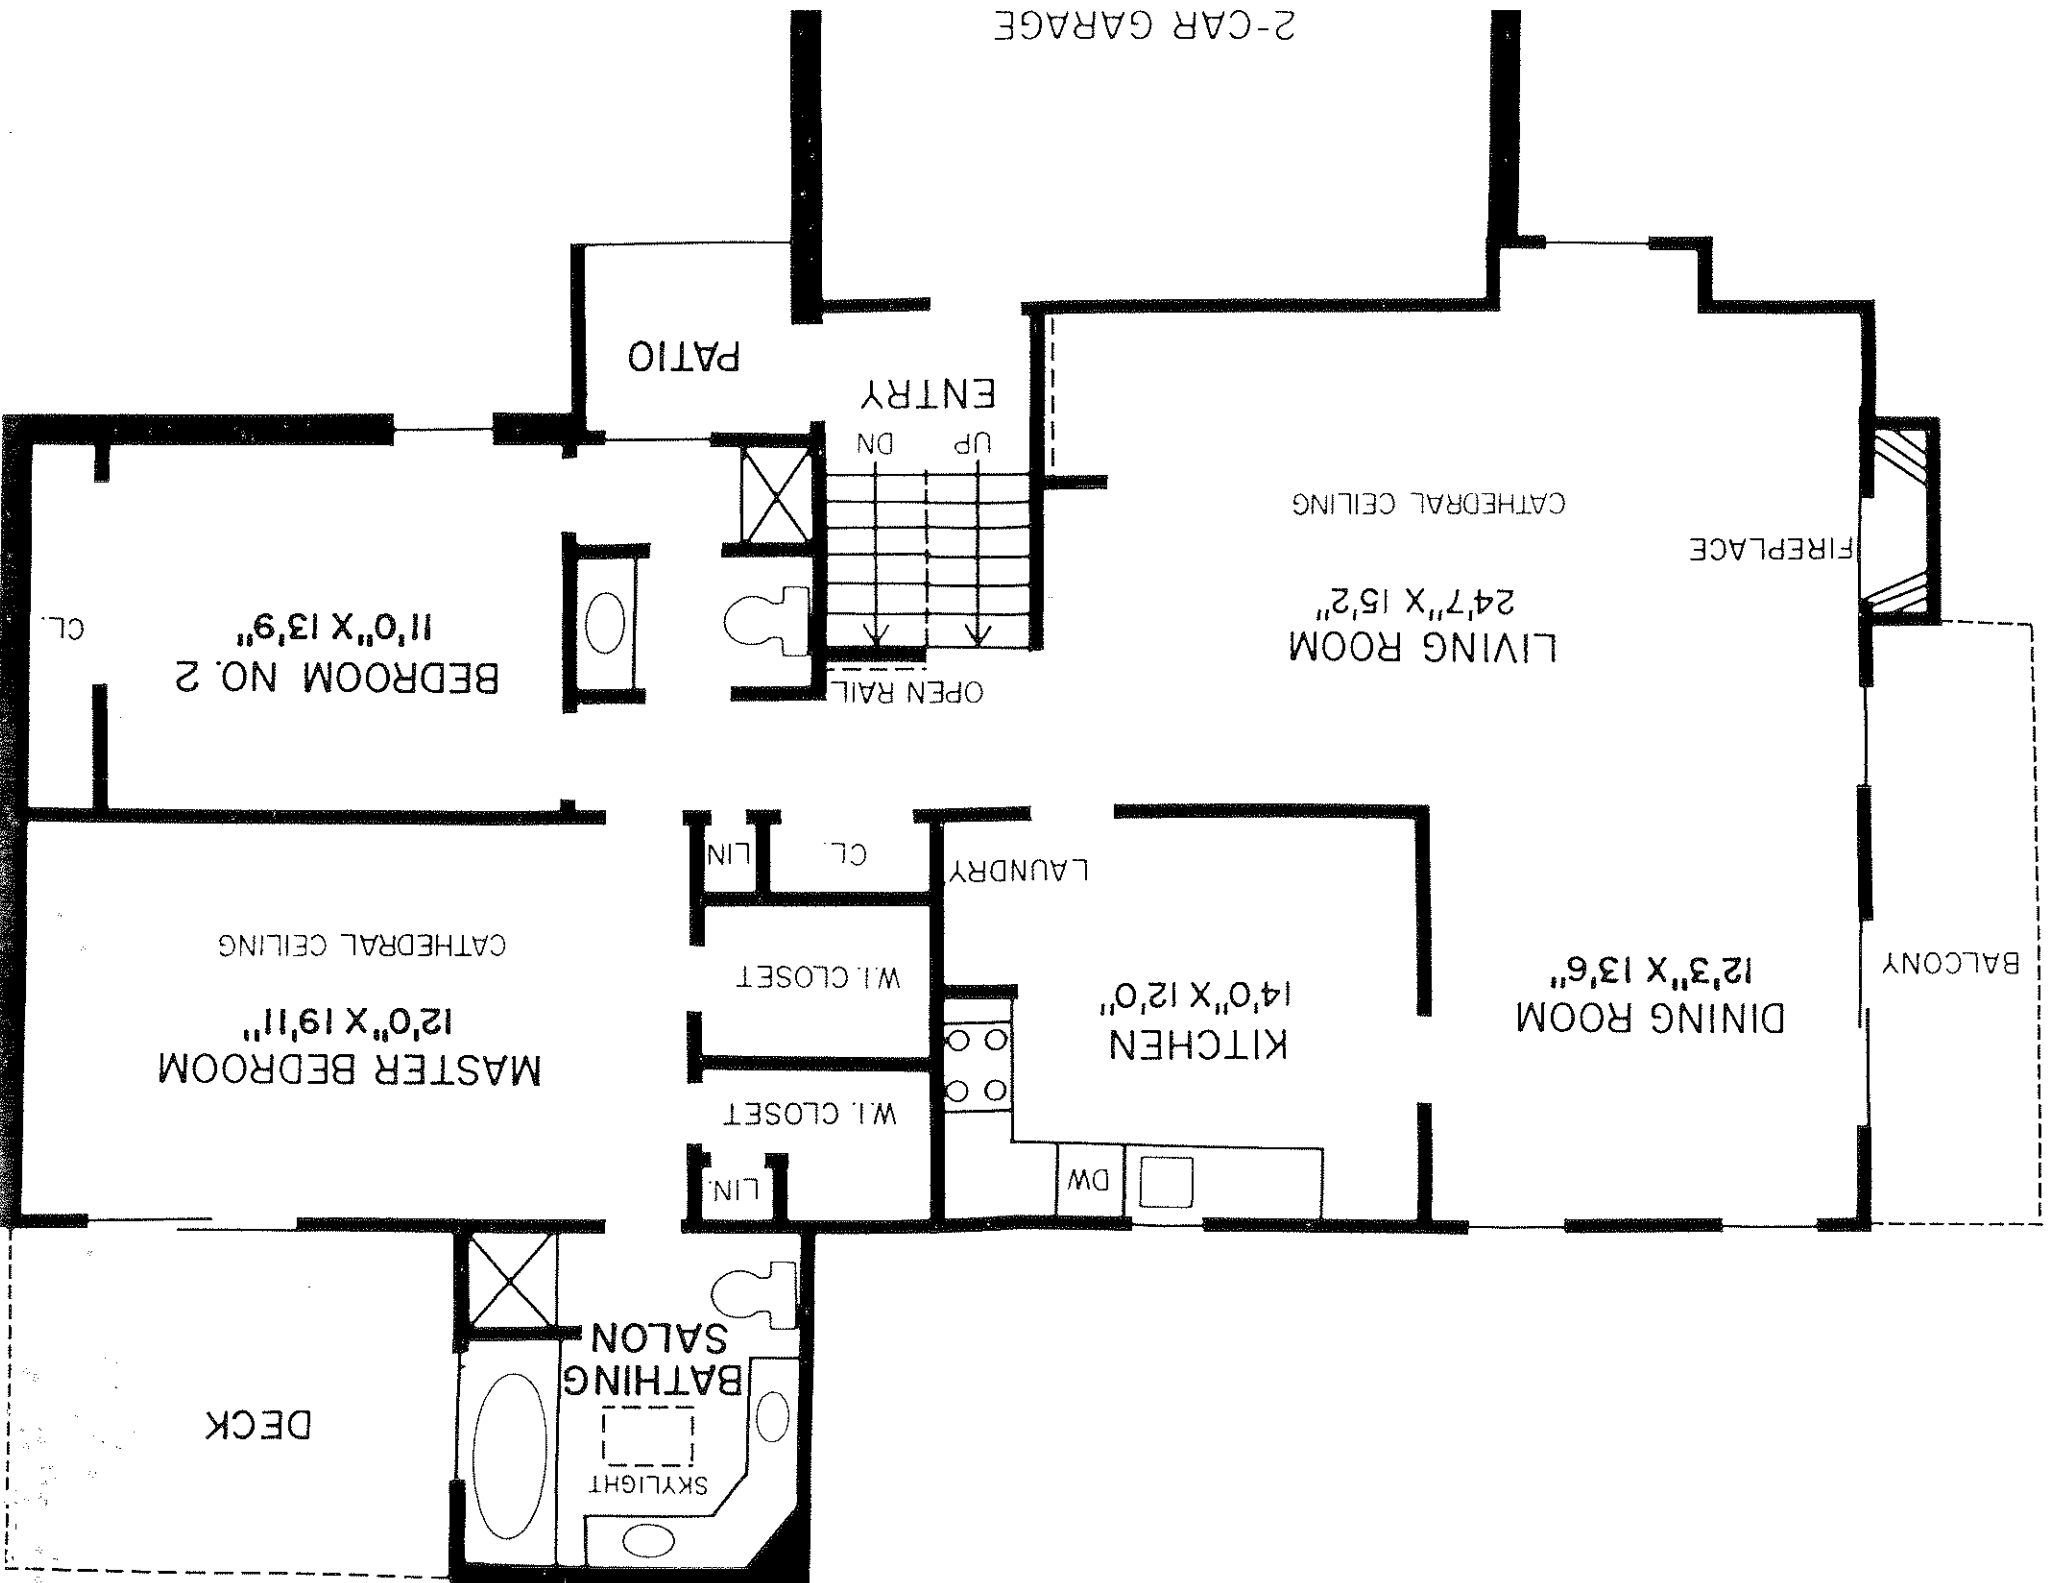 SKYLIGHT
DECK
BATHING
SALON
LIN.
DW
W.I. CLOSET
MASTER BEDROOM
12'0" X 19'11"
CATHEDRAL CEILING
KITCHEN
14'0" X 12'0"
DINING ROOM
12'3" X 13'6"
BALCONY
W.I. CLOSET
LAUNDRY
CL.
LIN
OPEN RAIL
BEDROOM NO. 2
11'0" X 13'9"
CL.
LIVING ROOM
24'7" X 15'2"
FIREPLACE
CATHEDRAL CEILING
UP
DN
ENTRY
PATIO
2-CAR GARAGE